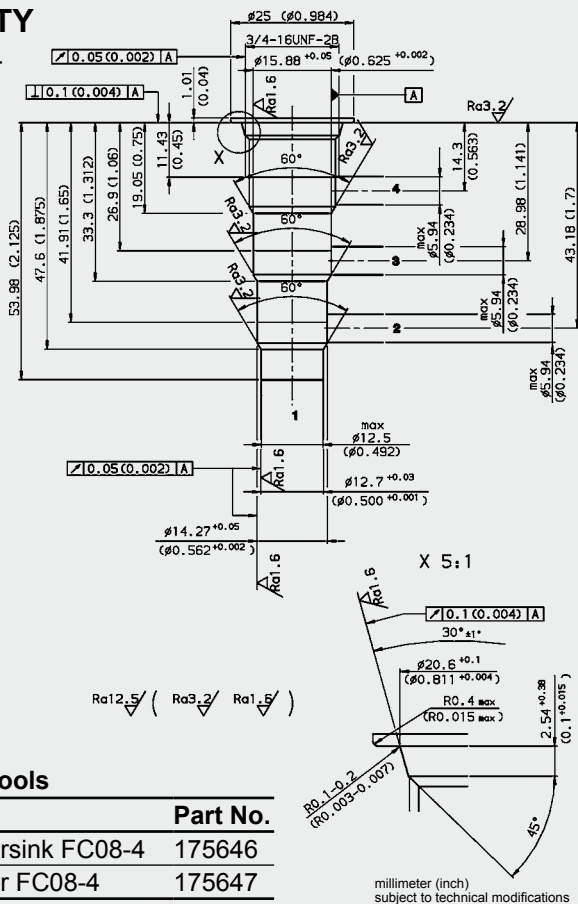 TY
ø25 (ø0.984)
3/4-16UNF-2B
ø15.88 +0.05 (ø0.625 +0.002)
↗ 0.05(0.002) A
⊥ 0.1(0.004) A
A
1.01
(0.04)
Ra1.6
Ra3.2
X
60°
Ra3.2
53.98 (2.125)
47.6 (1.875)
41.91(1.65)
33.3 (1.312)
26.9 (1.06)
19.05 (0.75)
11.43
(0.45)
14.3
(0.563)
28.98 (1.141)
43.18 (1.7)
4
max
ø5.94
(ø0.234)
Ra3.2
60°
3
max
ø5.94
(ø0.234)
Ra3.2
60°
2
max
ø5.94
(ø0.234)
1
max
ø12.5
(ø0.492)
↗ 0.05(0.002) A
Ra1.6
ø12.7 +0.03
(ø0.500 +0.001)
ø14.27 +0.05
(ø0.562 +0.002)
Ra1.6
X 5:1
Ra1.6
↗ 0.1(0.004) A
30° ±1°
ø20.6 +0.1
(ø0.811 +0.004)
R0.4 max
(R0.015 max)
2.54 +0.38
(0.1 +0.015)
R0.1-0.2
(R0.003-0.007)
45°
Ra12.5 ( Ra3.2 Ra1.6 )
ools
Part No.
rsink FC08-4 175646
r FC08-4 175647
millimeter (inch)
subject to technical modifications